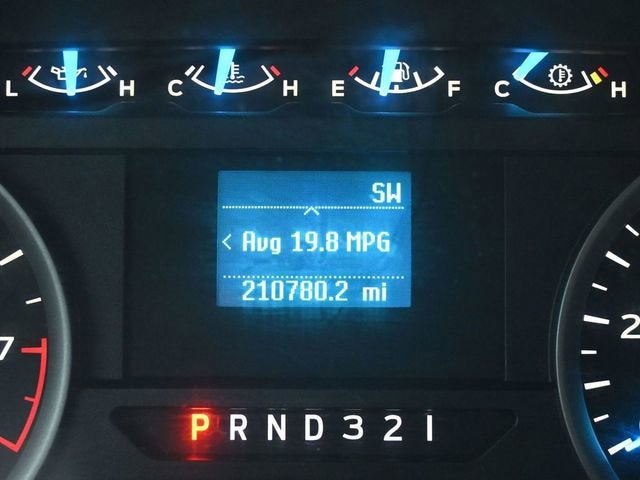 L H C H E F C H
SW
< Avg 19.8 MPG
210780.2 mi
7
2
P R N D 3 2 1